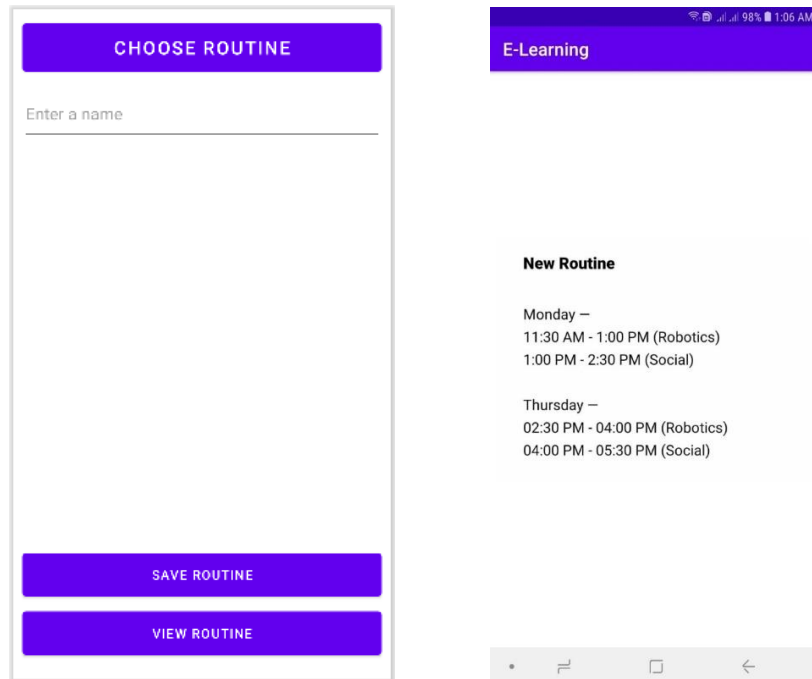 CHOOSE ROUTINE
Enter a name
SAVE ROUTINE
VIEW ROUTINE
98% 1:06 AM
E-Learning
New Routine
Monday —
11:30 AM - 1:00 PM (Robotics)
1:00 PM - 2:30 PM (Social)
Thursday —
02:30 PM - 04:00 PM (Robotics)
04:00 PM - 05:30 PM (Social)